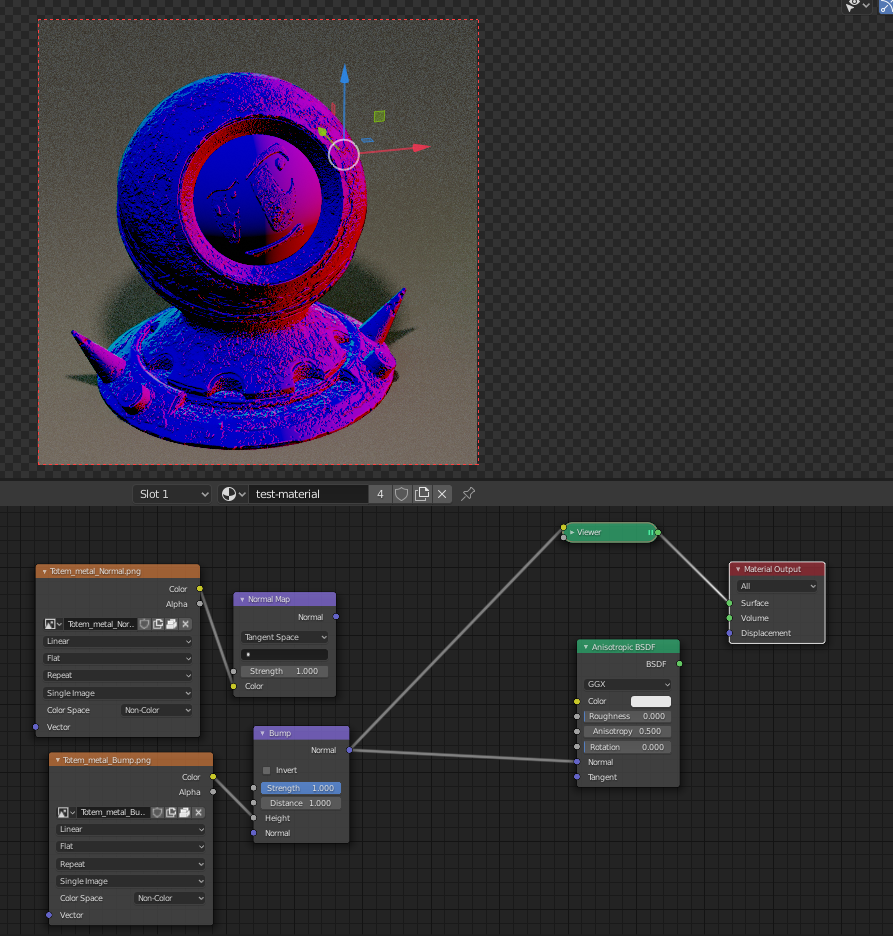 Slot 1
test-material
4
Viewer
Totem_metal_Normal.png
Color
Alpha
Totem_metal_Nor...
Linear
Flat
Repeat
Single Image
Color Space
Non-Color
Vector
Normal Map
Normal
Tangent Space
Strength 1.000
Color
Material Output
All
Surface
Volume
Displacement
Anisotropic BSDF
BSDF
GGX
Color
Roughness 0.000
Anisotropy 0.500
Rotation 0.000
Normal
Tangent
Bump
Normal
Invert
Strength 1.000
Distance 1.000
Height
Normal
Totem_metal_Bump.png
Color
Alpha
Totem_metal_Bu...
Linear
Flat
Repeat
Single Image
Color Space
Non-Color
Vector